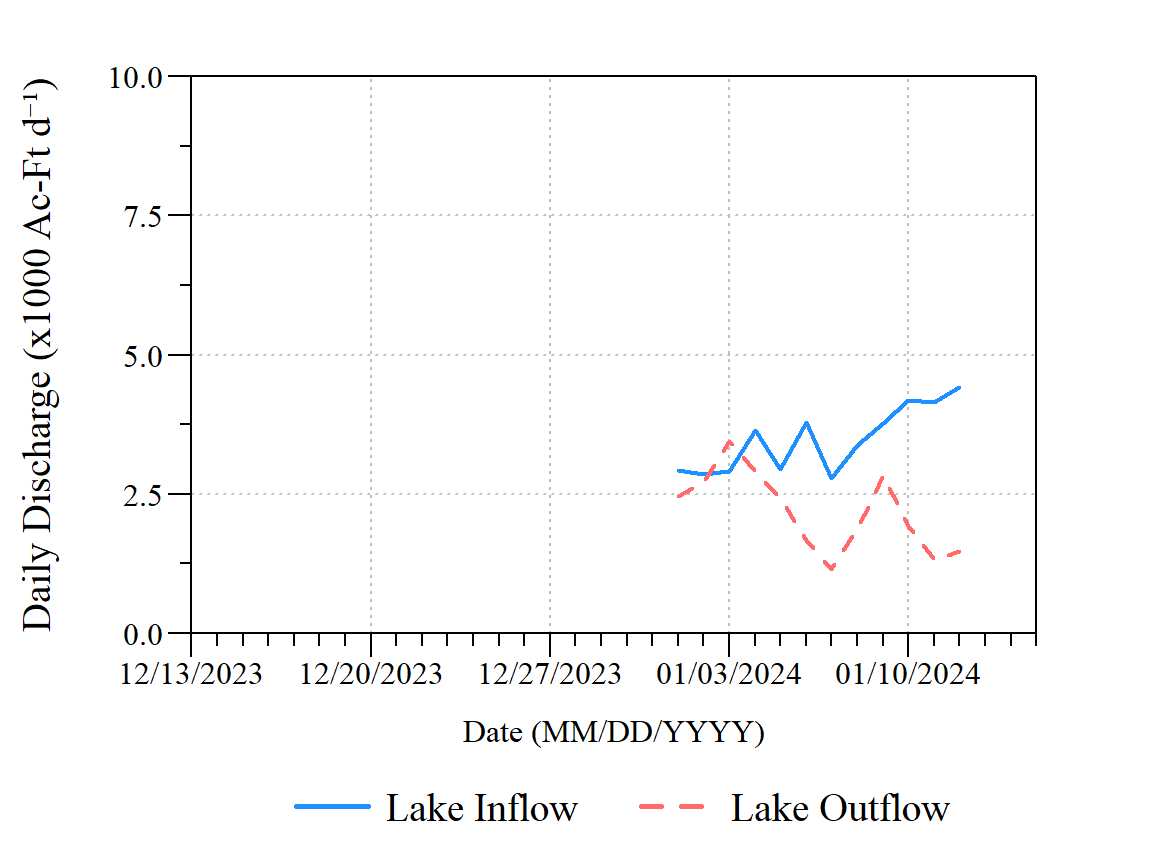 Daily Discharge (x1000 Ac-Ft d⁻¹)
10.0
7.5
5.0
2.5
0.0
12/13/2023 12/20/2023 12/27/2023 01/03/2024 01/10/2024
Date (MM/DD/YYYY)
Lake Inflow Lake Outflow